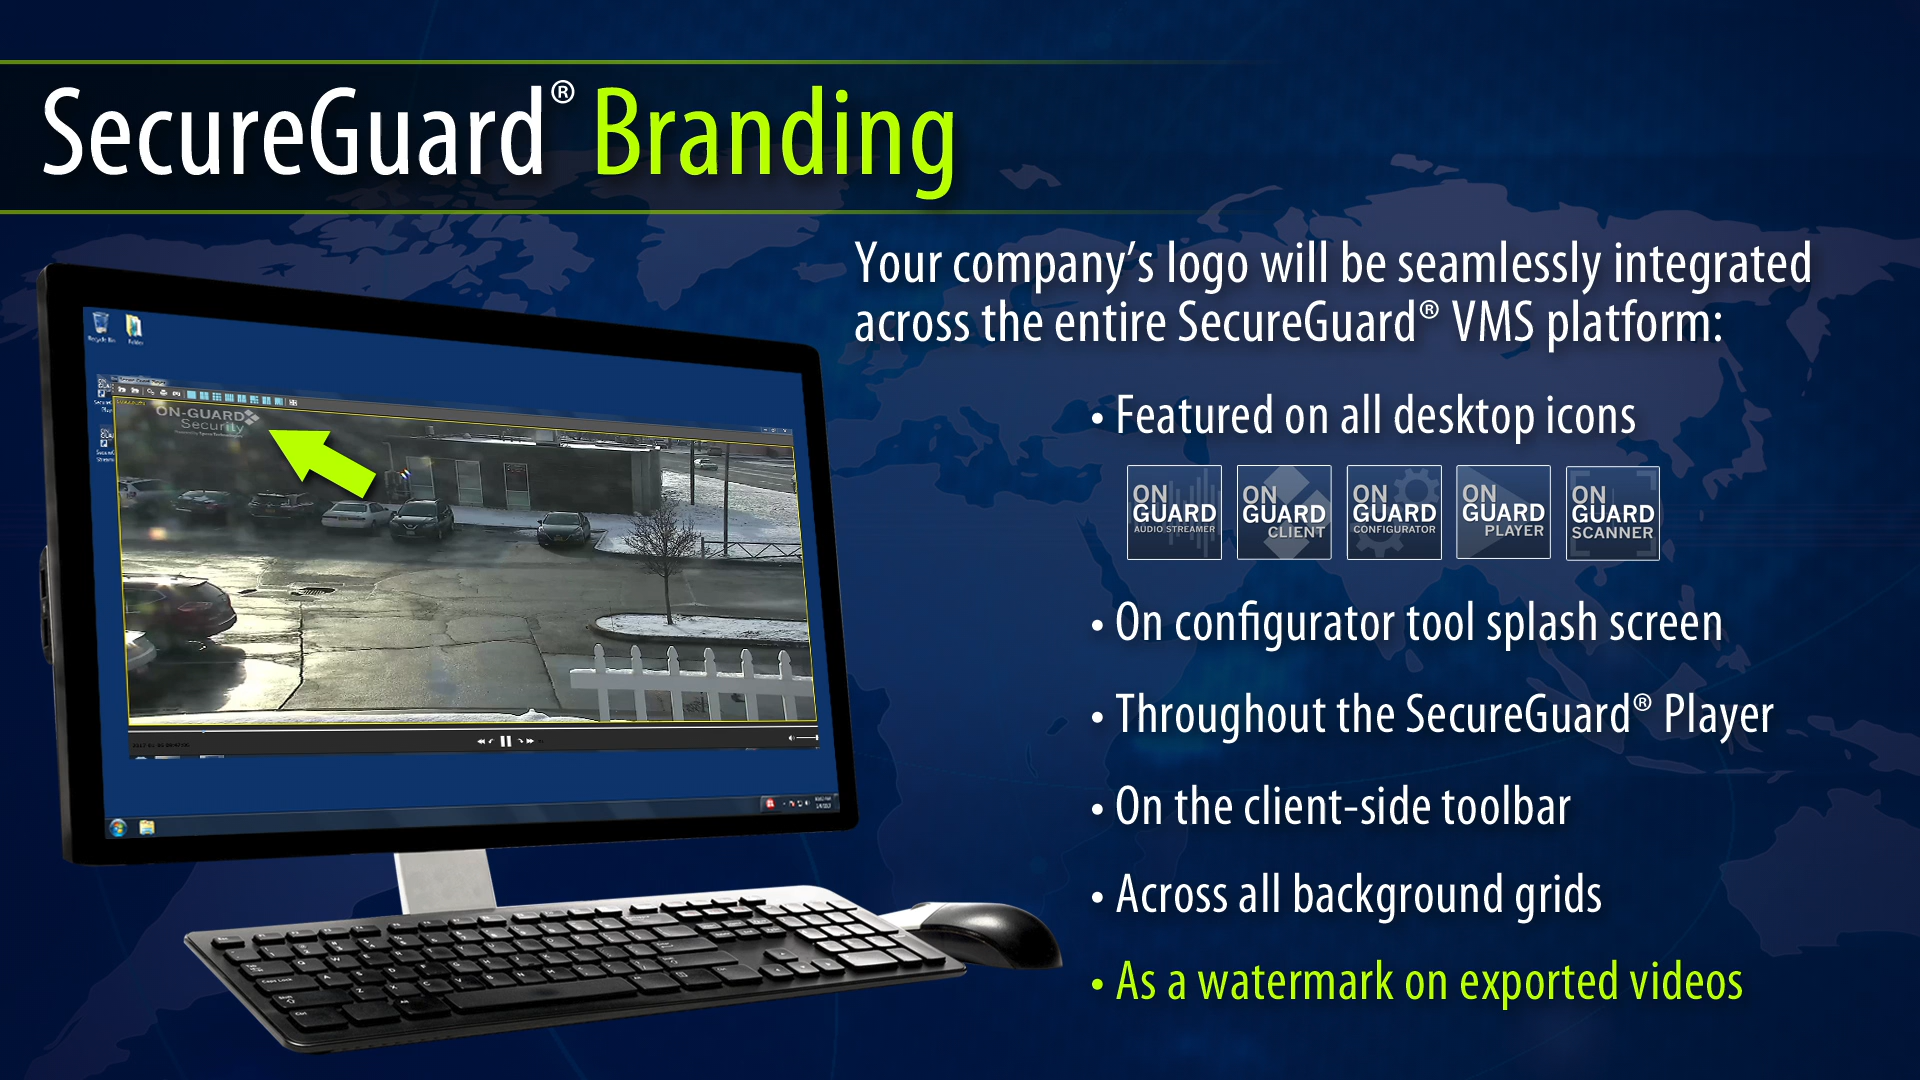 SecureGuard® Branding
Your company's logo will be seamlessly integrated
across the entire SecureGuard® VMS platform:
• Featured on all desktop icons
ON GUARD AUDIO STREAMER
ON GUARD CLIENT
ON GUARD CONFIGURATOR
ON GUARD PLAYER
ON GUARD SCANNER
• On configurator tool splash screen
• Throughout the SecureGuard® Player
• On the client-side toolbar
• Across all background grids
• As a watermark on exported videos
Recycle Bin
Folder
ON-GUARD
Security